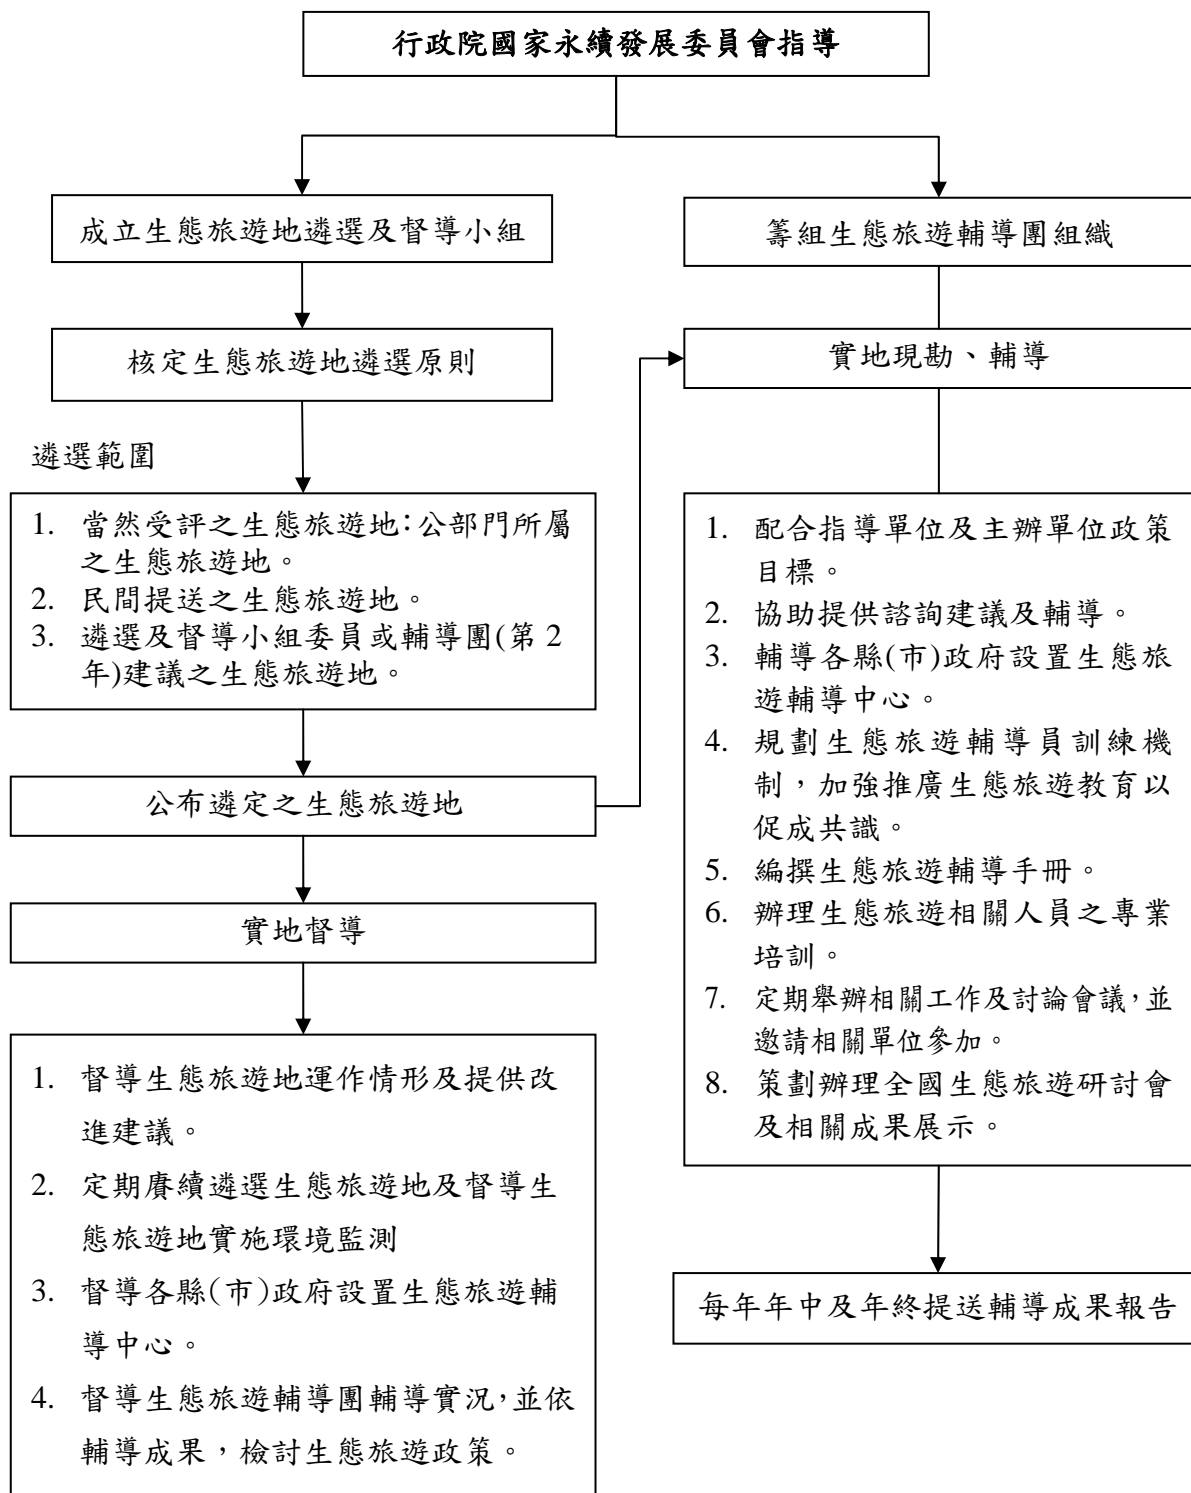 行政院國家永續發展委員會指導
成立生態旅遊地遴選及督導小組
核定生態旅遊地遴選原則
遴選範圍
1. 當然受評之生態旅遊地：公部門所屬
之生態旅遊地。
2. 民間提送之生態旅遊地。
3. 遴選及督導小組委員或輔導團(第 2
年)建議之生態旅遊地。
公布遴定之生態旅遊地
實地督導
1. 督導生態旅遊地運作情形及提供改
進建議。
2. 定期賡續遴選生態旅遊地及督導生
態旅遊地實施環境監測
3. 督導各縣(市)政府設置生態旅遊輔
導中心。
4. 督導生態旅遊輔導團輔導實況，並依
輔導成果，檢討生態旅遊政策。
籌組生態旅遊輔導團組織
實地現勘、輔導
1. 配合指導單位及主辦單位政策
目標。
2. 協助提供諮詢建議及輔導。
3. 輔導各縣(市)政府設置生態旅
遊輔導中心。
4. 規劃生態旅遊輔導員訓練機
制，加強推廣生態旅遊教育以
促成共識。
5. 編撰生態旅遊輔導手冊。
6. 辦理生態旅遊相關人員之專業
培訓。
7. 定期舉辦相關工作及討論會議，並
邀請相關單位參加。
8. 策劃辦理全國生態旅遊研討會
及相關成果展示。
每年年中及年終提送輔導成果報告